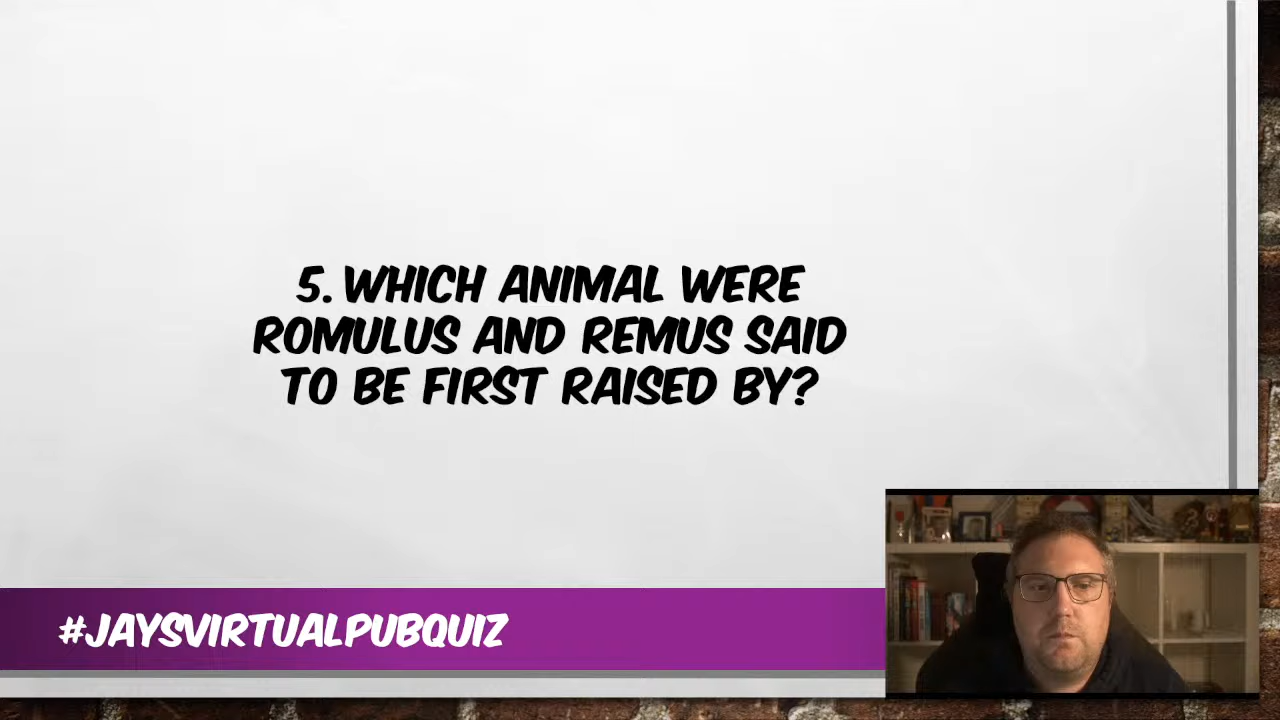 5. WHICH ANIMAL WERE
ROMULUS AND REMUS SAID
TO BE FIRST RAISED BY?
#JAYSVIRTUALPUBQUIZ